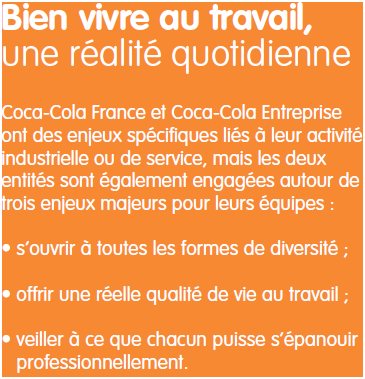 Bien vivre au travail,
une réalité quotidienne
Coca-Cola France et Coca-Cola Entreprise
ont des enjeux spécifiques liés à leur activité
industrielle ou de service, mais les deux
entités sont également engagées autour de
trois enjeux majeurs pour leurs équipes :
• s’ouvrir à toutes les formes de diversité ;
• offrir une réelle qualité de vie au travail ;
• veiller à ce que chacun puisse s’épanouir
professionnellement.